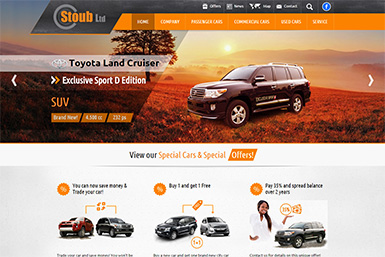 Stoub Ltd
Offers News Map Contact
HOME COMPANY PASSENGER CARS COMMERCIAL CARS USED CARS SERVICE
Toyota Land Cruiser
Exclusive Sport D Edition
SUV
Brand New! / 4.500 cc / 232 ps
View our Special Cars & Special Offers!
You can now save money &
Trade your car!
Buy 1 and get 1 Free
1+1
Pay 35% and spread balance
over 2 years
35%
Trade your car and save money! You won't be
Buy a new car and get one brand new city car
Contact us for details on this unique offer!